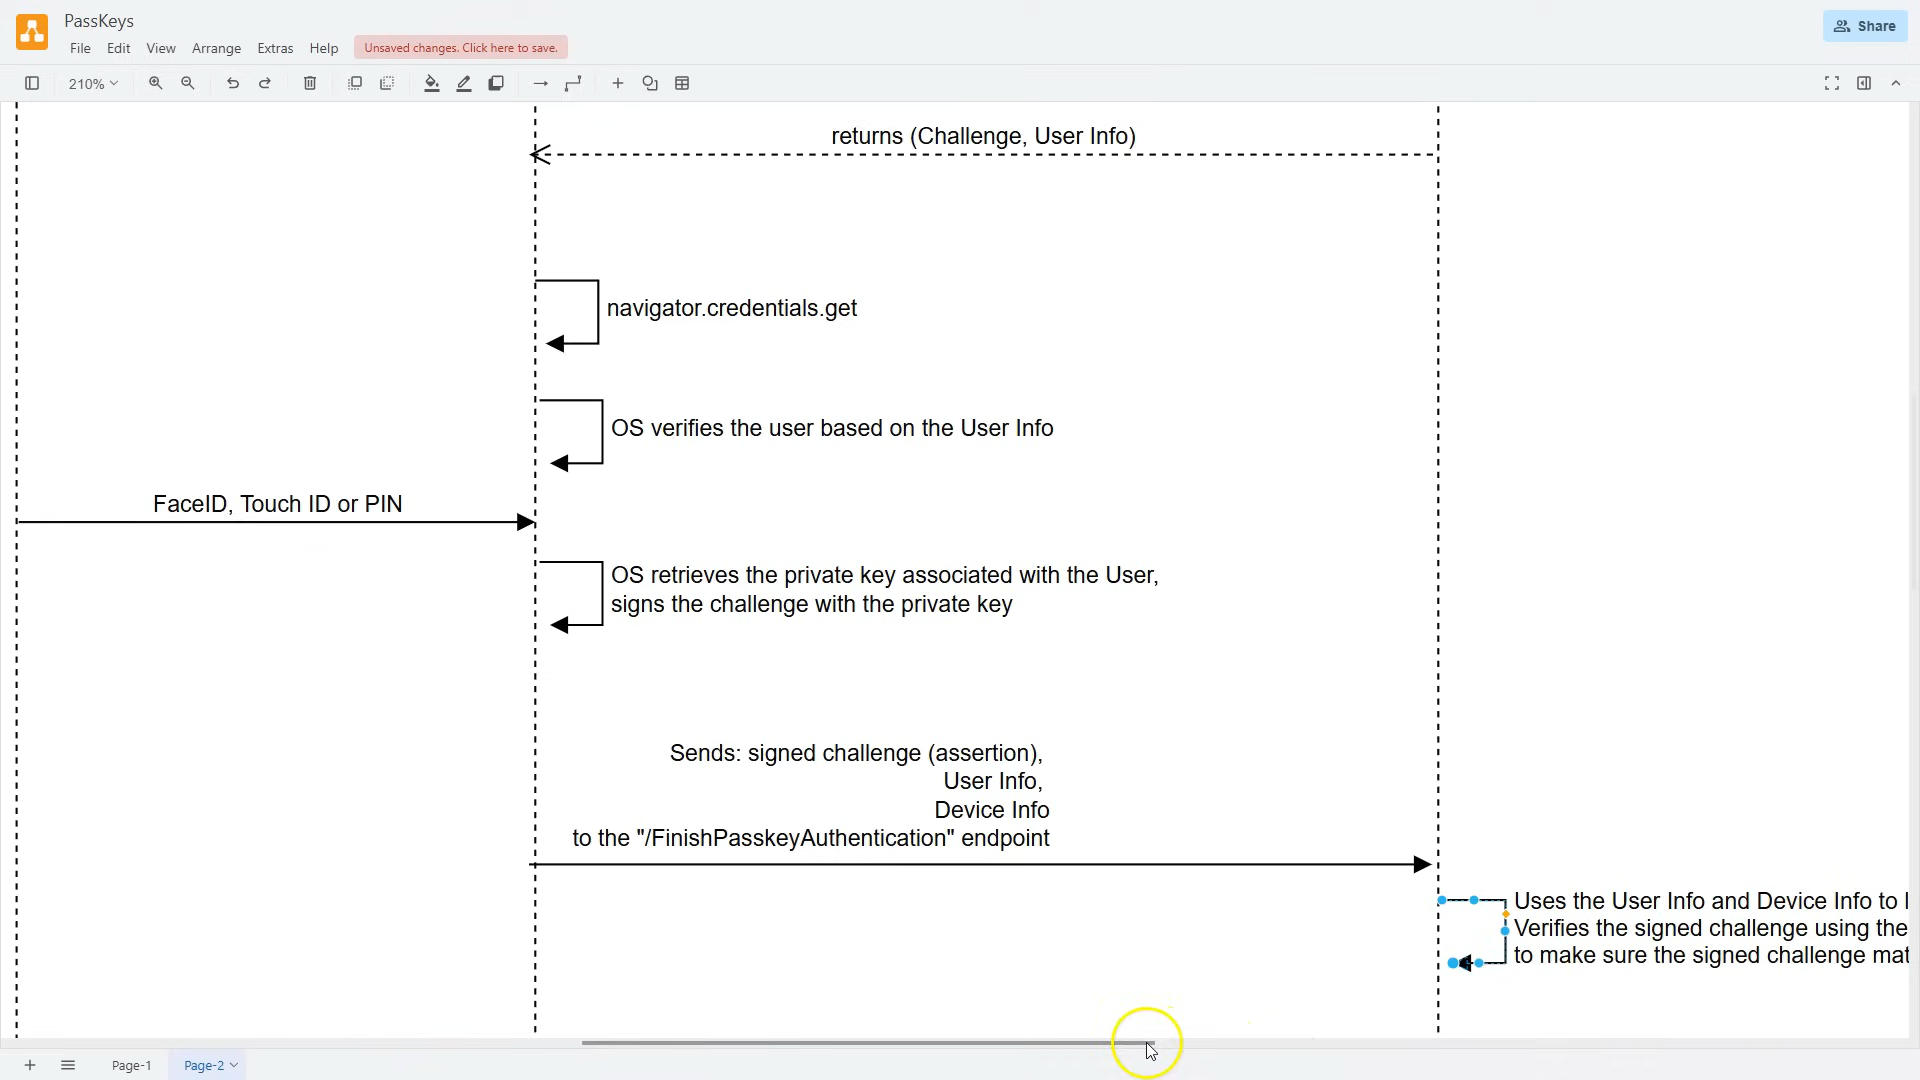 PassKeys
File Edit View Arrange Extras Help Unsaved changes. Click here to save.
Share
210%
returns (Challenge, User Info)
navigator.credentials.get
OS verifies the user based on the User Info
FaceID, Touch ID or PIN
OS retrieves the private key associated with the User,
signs the challenge with the private key
Sends: signed challenge (assertion),
User Info,
Device Info
to the "/FinishPasskeyAuthentication" endpoint
Uses the User Info and Device Info to
Verifies the signed challenge using the
to make sure the signed challenge
Page-1 Page-2